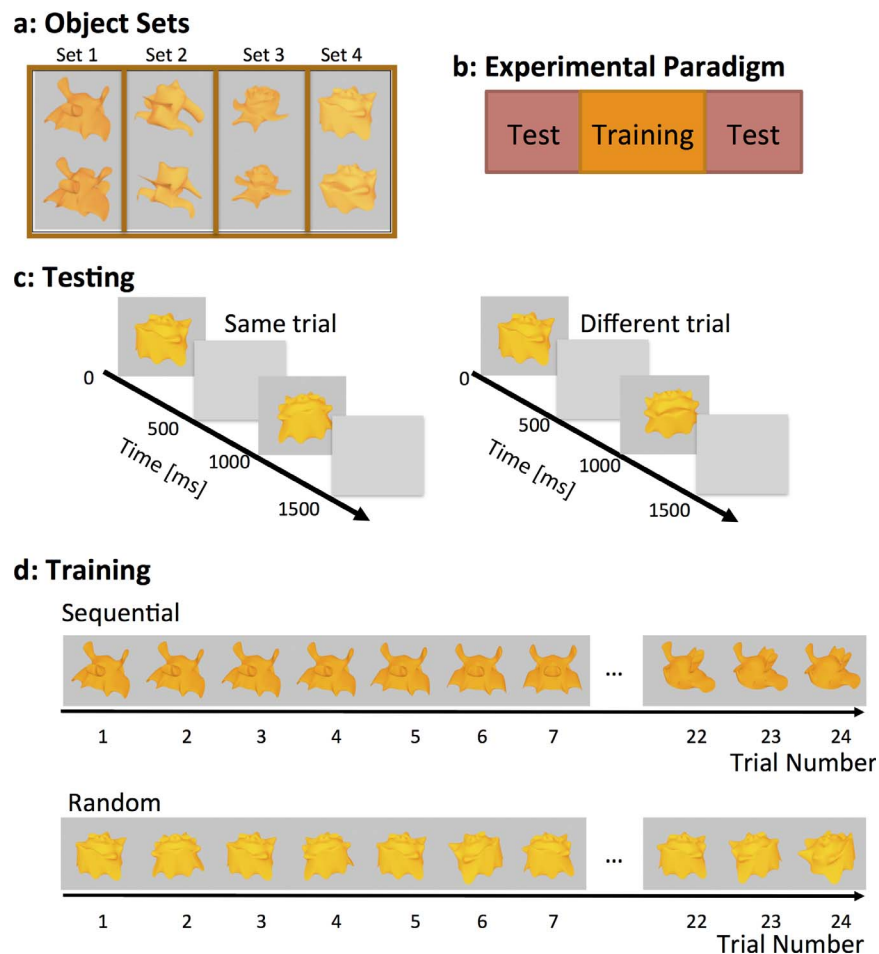 a: Object Sets
Set 1 Set 2 Set 3 Set 4
b: Experimental Paradigm
Test Training Test
c: Testing
Same trial
0
500
1000
1500
Time [ms]
Different trial
0
500
1000
1500
Time [ms]
d: Training
Sequential
...
1 2 3 4 5 6 7 22 23 24
Trial Number
Random
...
1 2 3 4 5 6 7 22 23 24
Trial Number